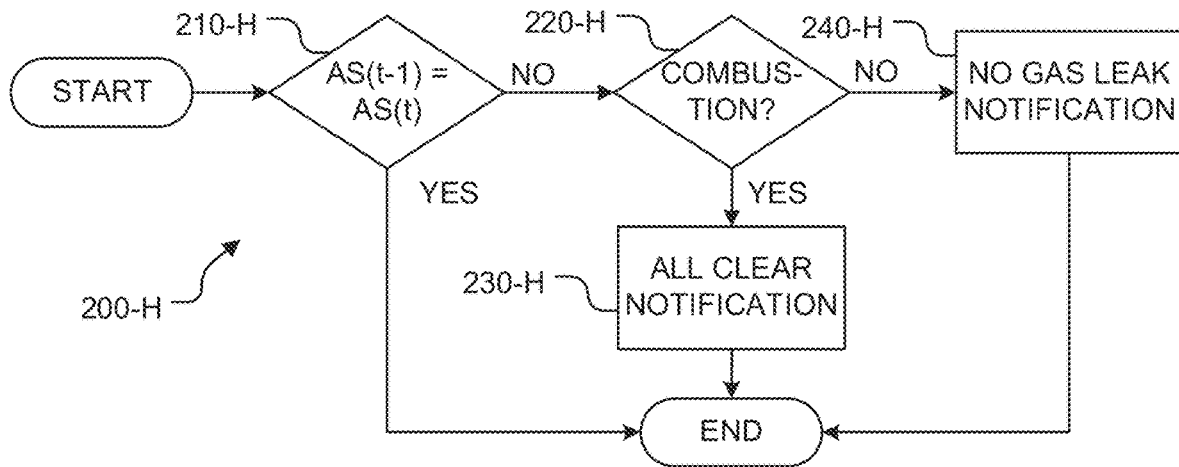 210-H
220-H
240-H
START
AS(t-1) =
AS(t)
NO
COMBUS-
TION?
NO
NO GAS LEAK
NOTIFICATION
YES
YES
200-H
230-H
ALL CLEAR
NOTIFICATION
END